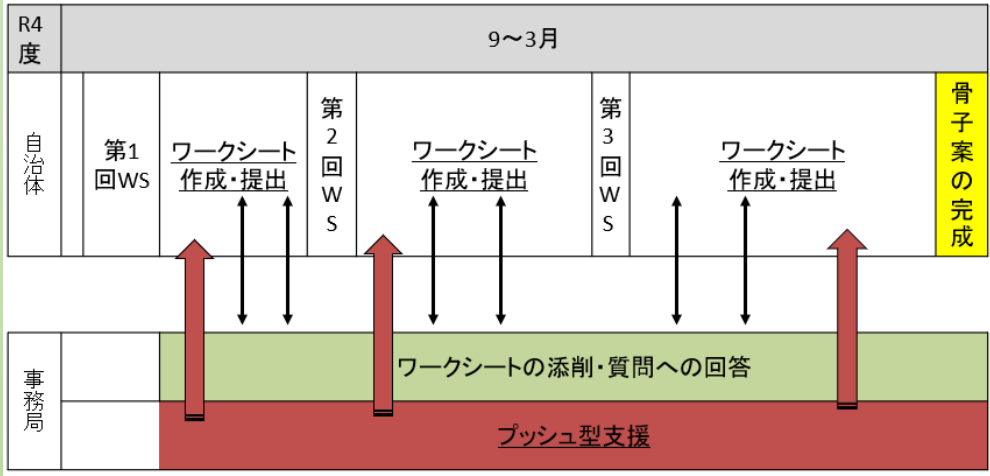 R4
度
9～3月
自治体
第1
回WS
ワークシート
作成・提出
第2回WS
ワークシート
作成・提出
第3回WS
ワークシート
作成・提出
骨子案の完成
事務局
ワークシートの添削・質問への回答
プッシュ型支援